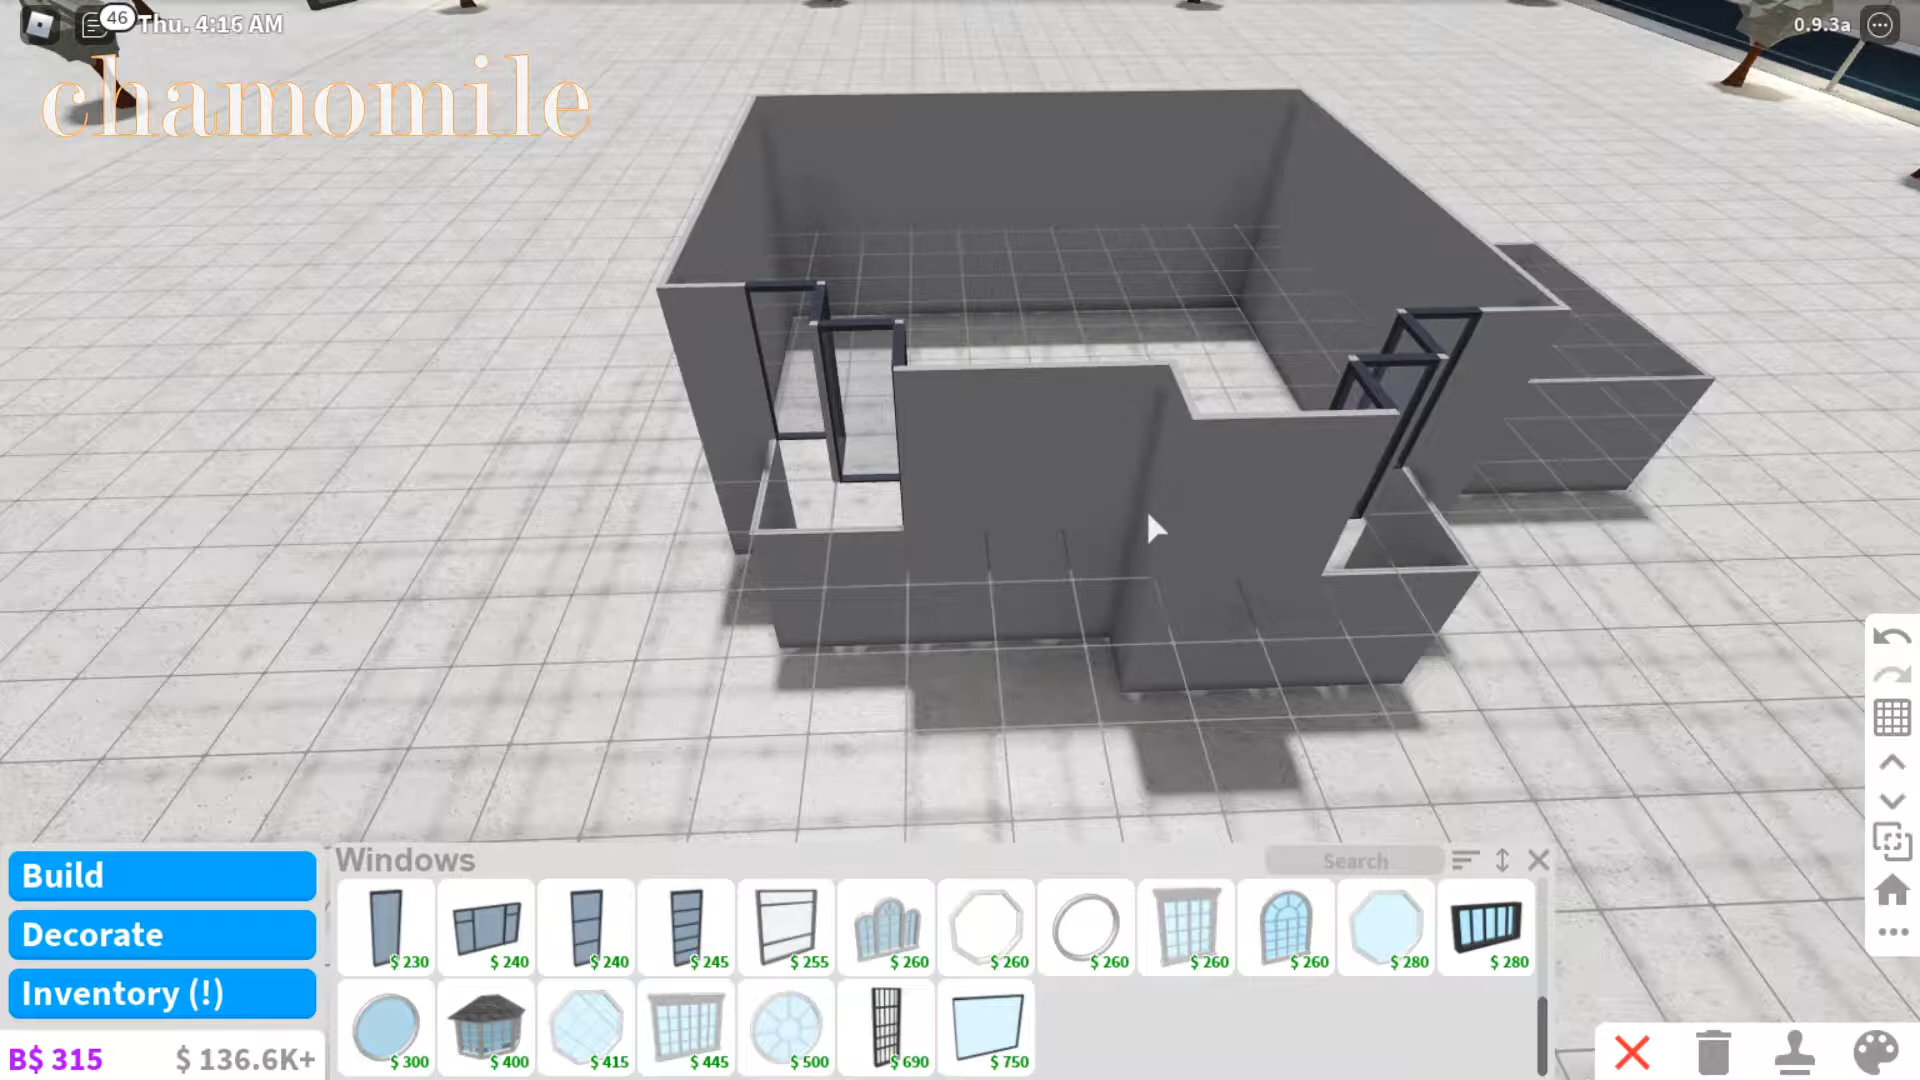 46 Thu. 4:16 AM
0.9.3a
chamomile
Build
Decorate
Inventory (!)
B$ 315 $ 136.6K+
Windows
Search
$ 230 $ 240 $ 240 $ 245 $ 255 $ 260 $ 260 $ 260 $ 260 $ 260 $ 280 $ 280
$ 300 $ 400 $ 415 $ 445 $ 500 $ 690 $ 750